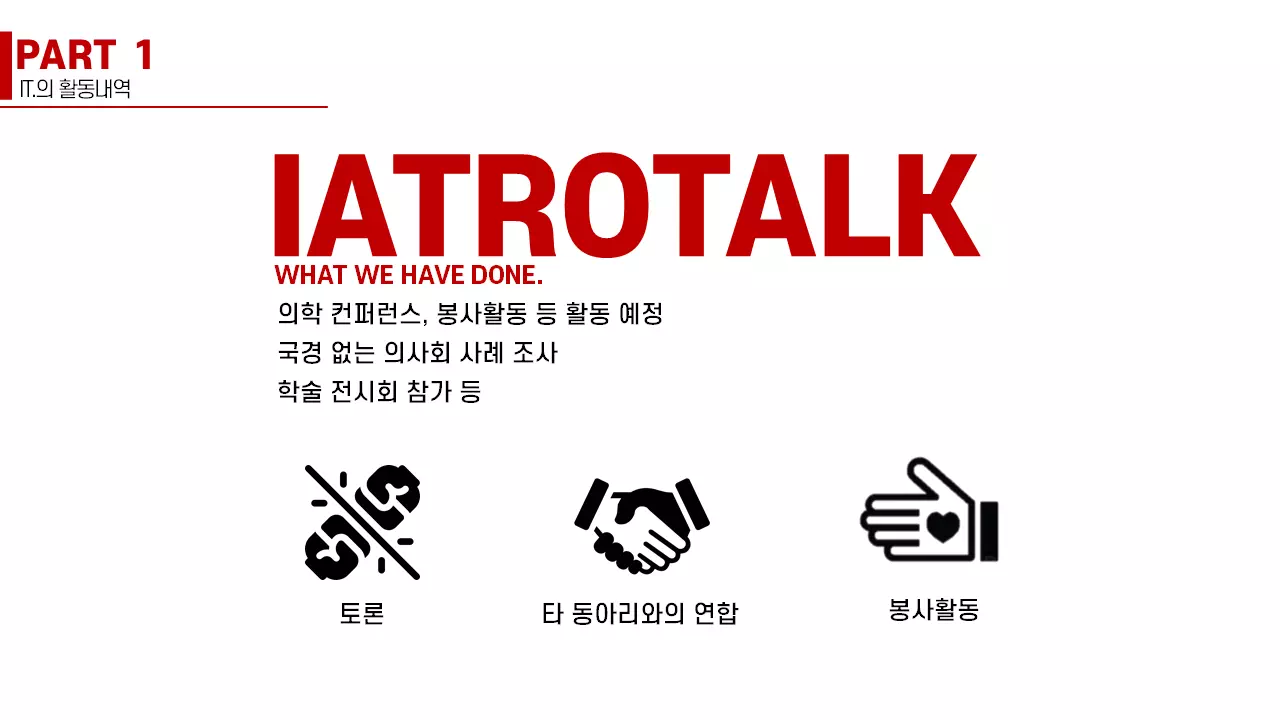 PART 1
IT.의 활동내역
IATROTALK
WHAT WE HAVE DONE.
의학 컨퍼런스, 봉사활동 등 활동 예정
국경 없는 의사회 사례 조사
학술 전시회 참가 등
토론
타 동아리와의 연합
봉사활동